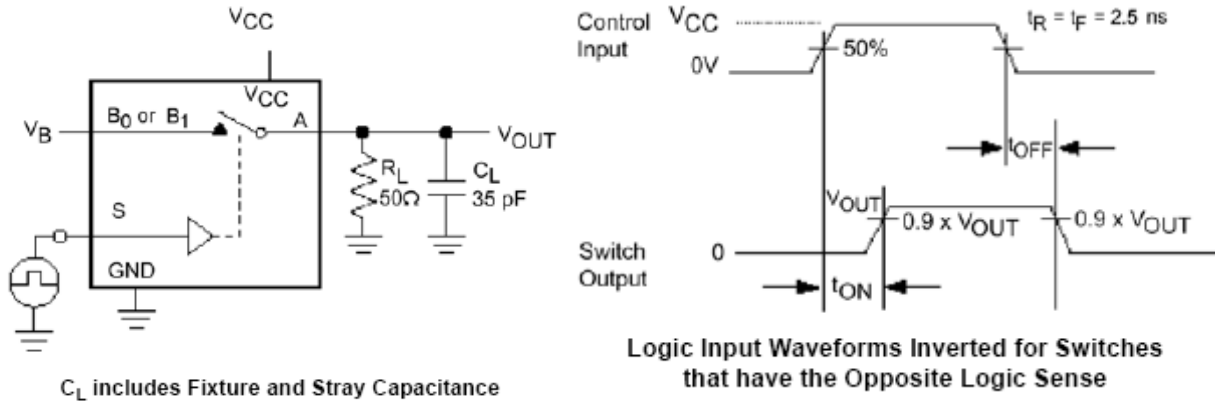 VCC
VCC
B0 or B1
A
VB
VOUT
RL
50Ω
CL
35 pF
S
GND
CL includes Fixture and Stray Capacitance
Control
Input
VCC
0V
50%
tR = tF = 2.5 ns
tOFF
VOUT
0.9 x VOUT
0.9 x VOUT
Switch
Output
0
tON
Logic Input Waveforms Inverted for Switches
that have the Opposite Logic Sense